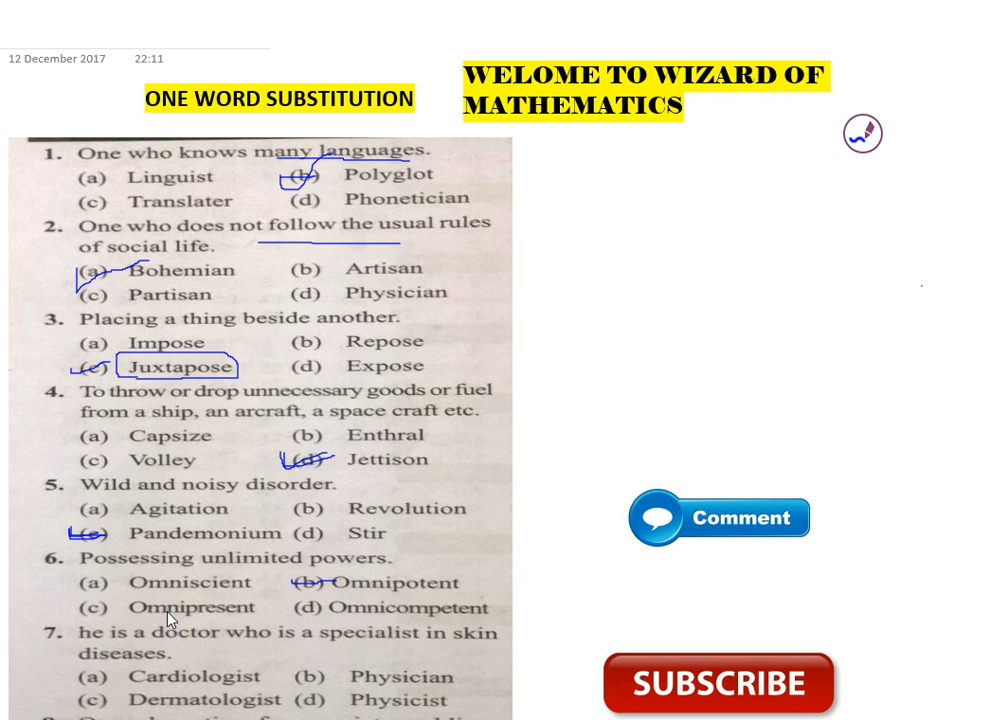 12 December 2017 22:11
ONE WORD SUBSTITUTION
WELOME TO WIZARD OF
MATHEMATICS
1. One who knows many languages.
(a) Linguist (b) Polyglot
(c) Translater (d) Phonetician
2. One who does not follow the usual rules
of social life.
(a) Bohemian (b) Artisan
(c) Partisan (d) Physician
3. Placing a thing beside another.
(a) Impose (b) Repose
(c) Juxtapose (d) Expose
4. To throw or drop unnecessary goods or fuel
from a ship, an arcraft, a space craft etc.
(a) Capsize (b) Enthral
(c) Volley (d) Jettison
5. Wild and noisy disorder.
(a) Agitation (b) Revolution
(c) Pandemonium (d) Stir
6. Possessing unlimited powers.
(a) Omniscient (b) Omnipotent
(c) Omnipresent (d) Omnicompetent
7. he is a doctor who is a specialist in skin
diseases.
(a) Cardiologist (b) Physician
(c) Dermatologist (d) Physicist
Comment
SUBSCRIBE